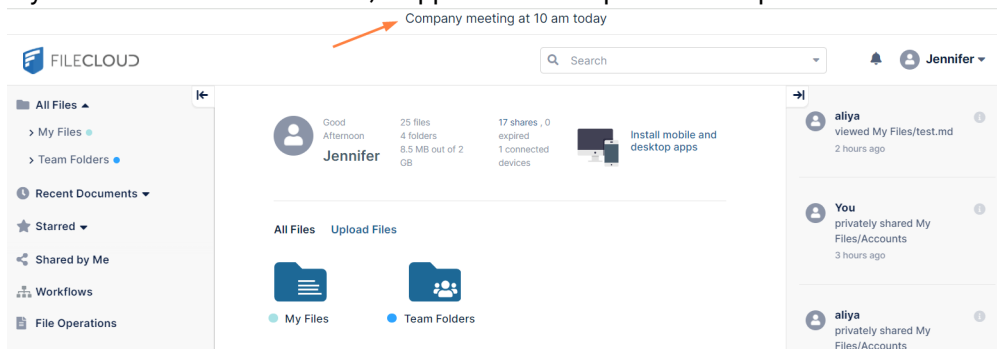 Company meeting at 10 am today
FILECLOUD
Search
Jennifer
All Files
My Files
Team Folders
Recent Documents
Starred
Shared by Me
Workflows
File Operations
Good
Afternoon
Jennifer
25 files
4 folders
8.5 MB out of 2
GB
17 shares , 0
expired
1 connected
devices
Install mobile and
desktop apps
All Files Upload Files
My Files
Team Folders
aliya
viewed My Files/test.md
2 hours ago
You
privately shared My
Files/Accounts
3 hours ago
aliya
privately shared My
Files/Accounts